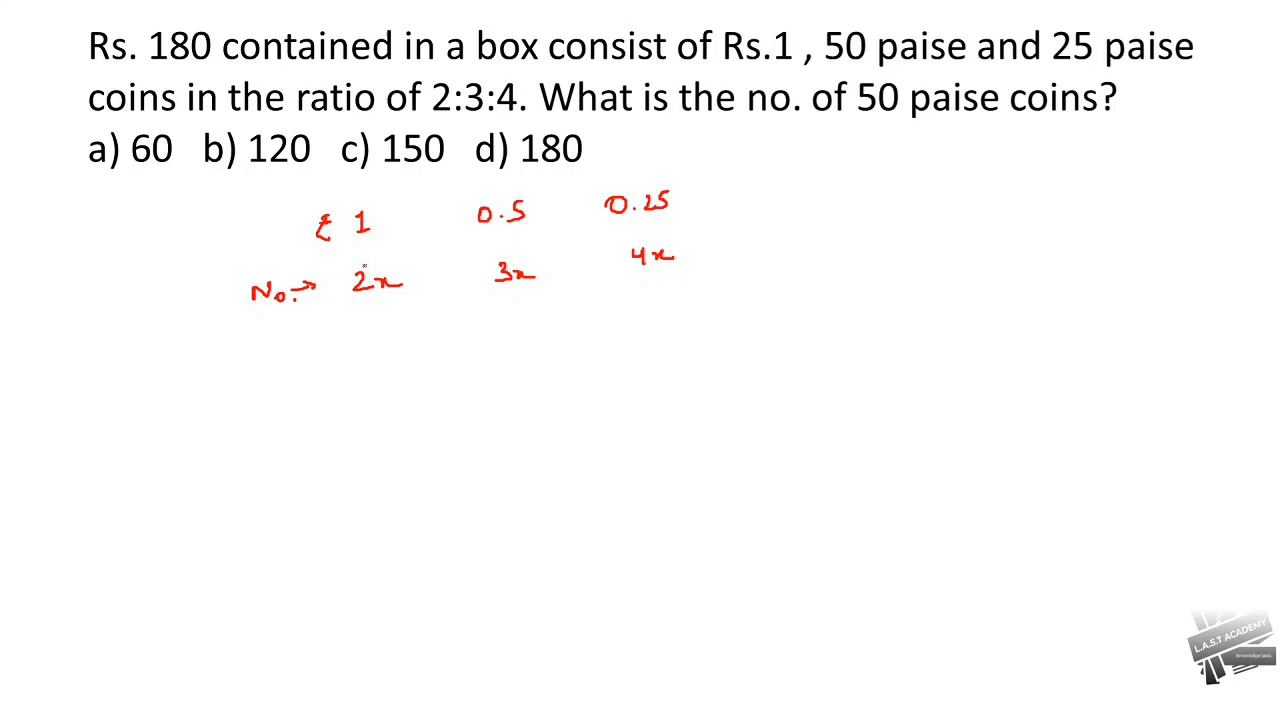 Rs. 180 contained in a box consist of Rs.1 , 50 paise and 25 paise
coins in the ratio of 2:3:4. What is the no. of 50 paise coins?
a) 60 b) 120 c) 150 d) 180
₹ 1 0.5 0.25
No. → 2x 3x 4x
L.A.S.T ACADEMY